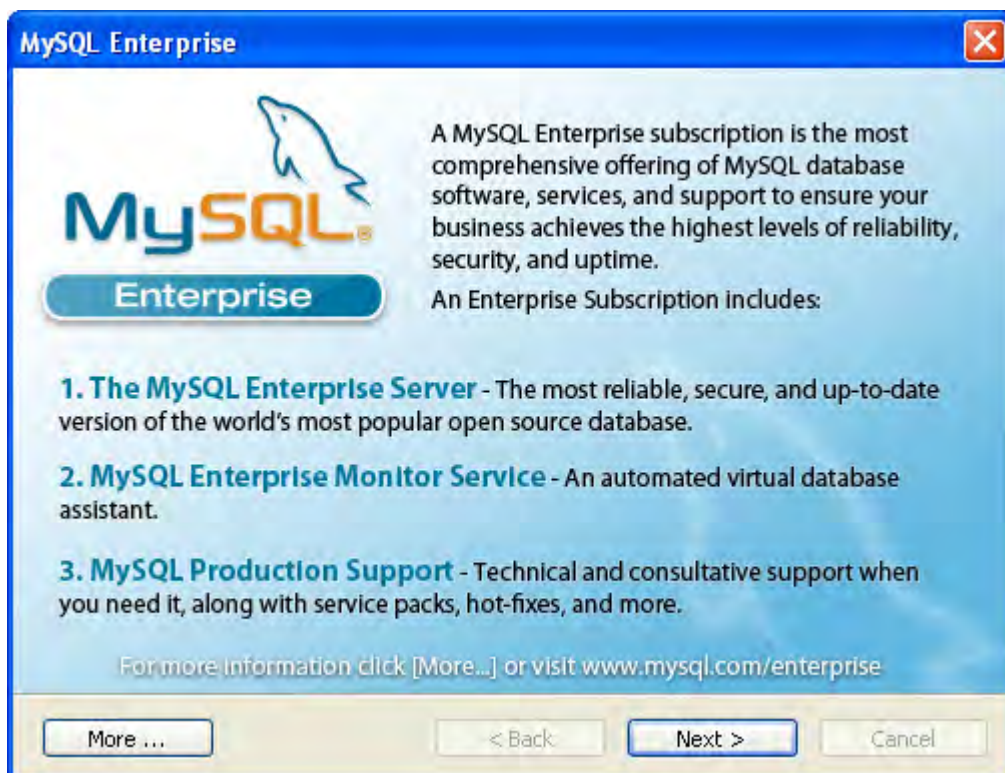 MySQL Enterprise
MySQL®
Enterprise
A MySQL Enterprise subscription is the most
comprehensive offering of MySQL database
software, services, and support to ensure your
business achieves the highest levels of reliability,
security, and uptime.
An Enterprise Subscription includes:
1. The MySQL Enterprise Server - The most reliable, secure, and up-to-date
version of the world's most popular open source database.
2. MySQL Enterprise Monitor Service - An automated virtual database
assistant.
3. MySQL Production Support - Technical and consultative support when
you need it, along with service packs, hot-fixes, and more.
For more information click [More...] or visit www.mysql.com/enterprise
More ...
< Back
Next >
Cancel